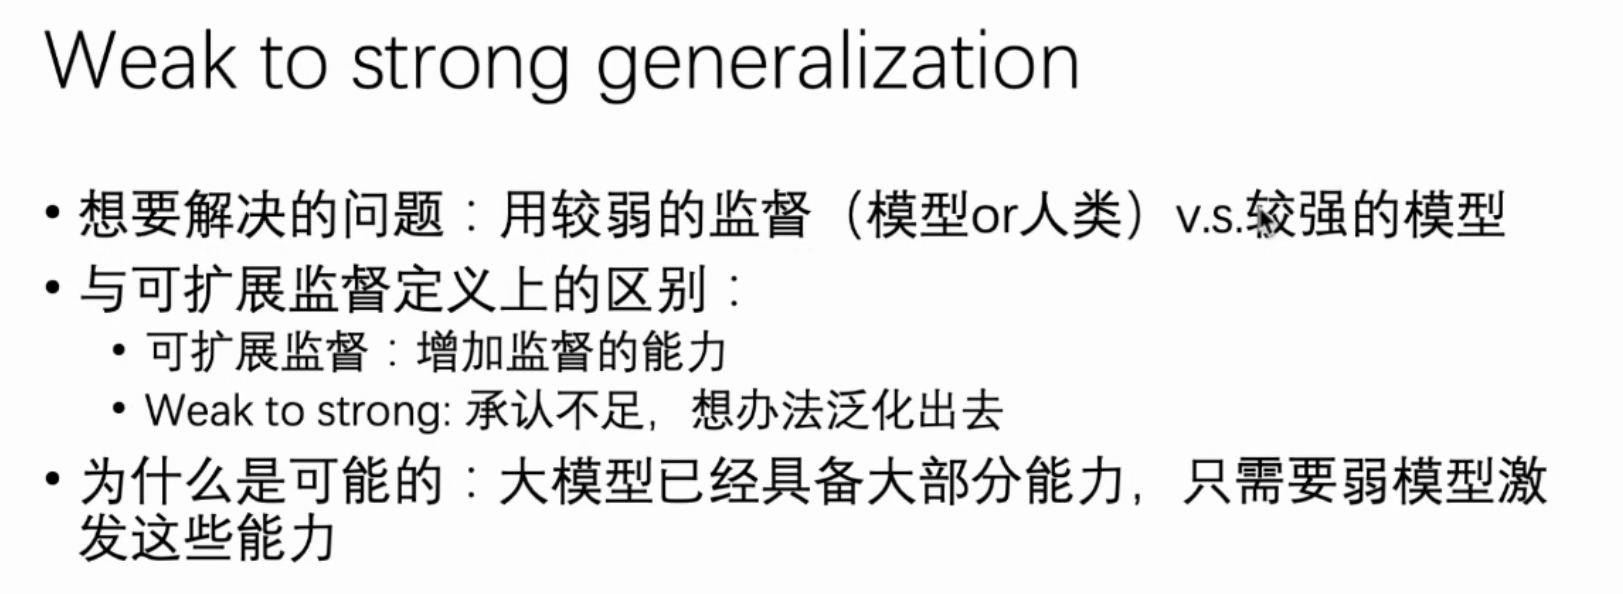 Weak to strong generalization
• 想要解决的问题：用较弱的监督（模型or人类）v.s.较强的模型
• 与可扩展监督定义上的区别：
• 可扩展监督：增加监督的能力
• Weak to strong: 承认不足，想办法泛化出去
• 为什么是可能的：大模型已经具备大部分能力，只需要弱模型激
发这些能力